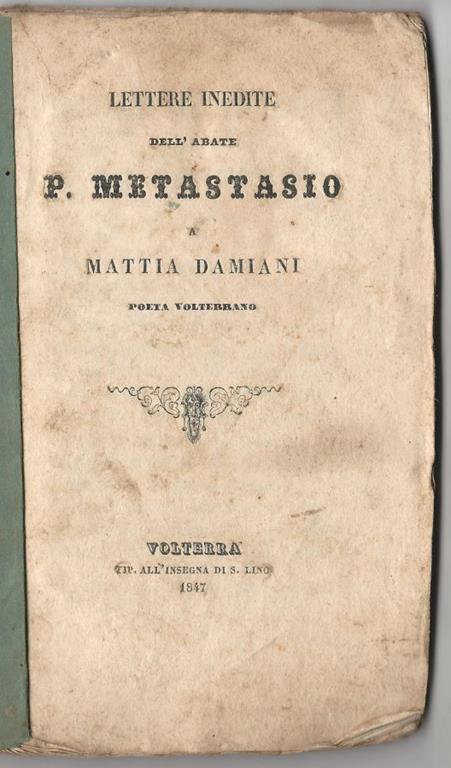 LETTERE INEDITE
DELL' ABATE
P. METASTASIO
A
MATTIA DAMIANI
POETA VOLTERRANO
VOLTERRA
TIP. ALL'INSEGNA DI S. LINO
1847